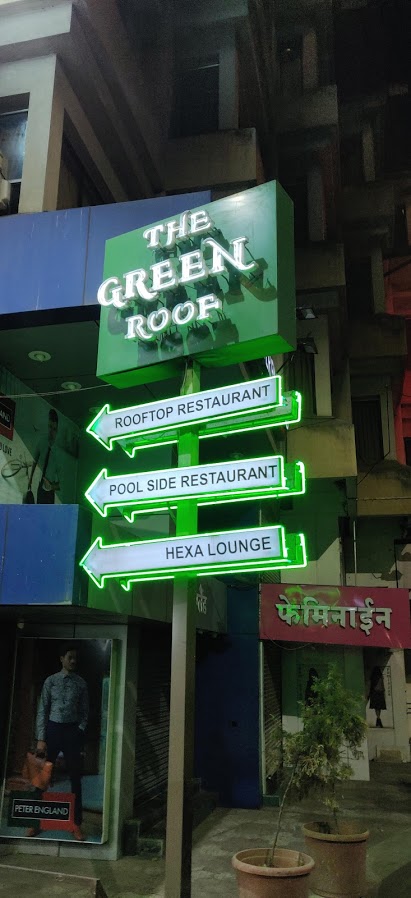 THE
GREEN
ROOF
ROOFTOP RESTAURANT
POOL SIDE RESTAURANT
HEXA LOUNGE
फेमिनाईन
PETER ENGLAND